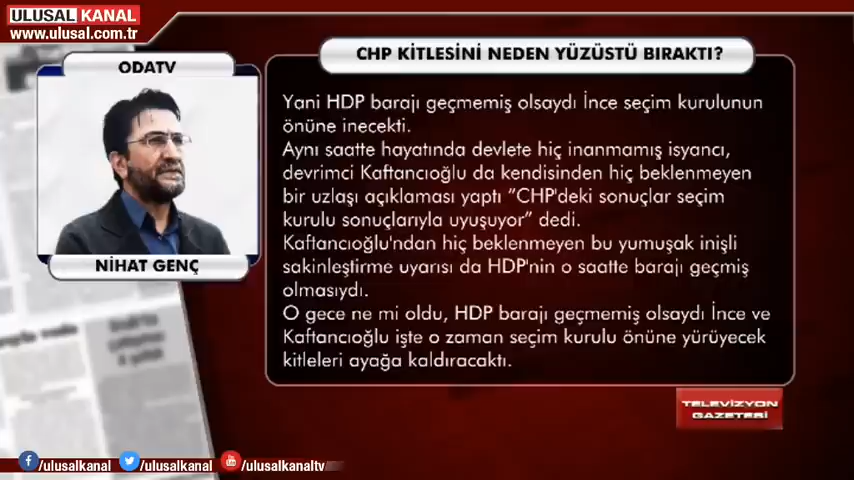 ULUSAL KANAL
www.ulusal.com.tr
CHP KİTLESİNİ NEDEN YÜZÜSTÜ BIRAKTI?
ODATV
NİHAT GENÇ
Yani HDP barajı geçmemiş olsaydı İnce seçim kurulunun
önüne inecekti.
Aynı saatte hayatında devlete hiç inanmamış isyancı,
devrimci Kaftancıoğlu da kendisinden hiç beklenmeyen
bir uzlaşı açıklaması yaptı “CHP'deki sonuçlar seçim
kurulu sonuçlarıyla uyuşuyor” dedi.
Kaftancıoğlu'ndan hiç beklenmeyen bu yumuşak inişli
sakinleştirme uyarısı da HDP'nin o saatte barajı geçmiş
olmasıydı.
O gece ne mi oldu, HDP barajı geçmemiş olsaydı İnce ve
Kaftancıoğlu işte o zaman seçim kurulu önüne yürüyecek
kitleleri ayağa kaldıracaktı.
TELEVİZYON
GAZETESİ
/ulusalkanal /ulusalkanal /ulusalkanaltv